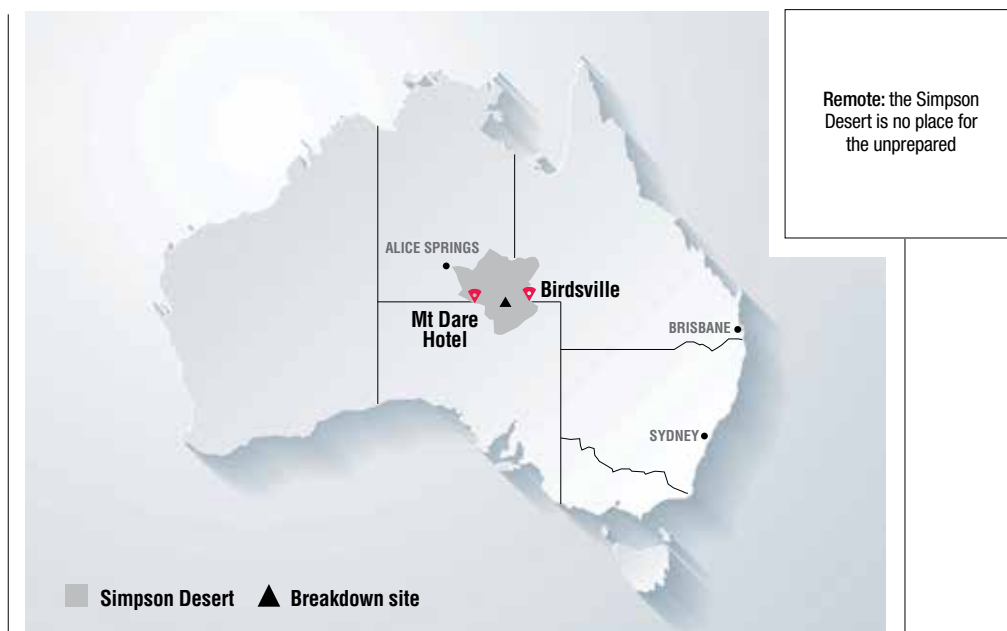 Remote: the Simpson
Desert is no place for
the unprepared
ALICE SPRINGS
Birdsville
Mt Dare
Hotel
BRISBANE
SYDNEY
Simpson Desert
Breakdown site